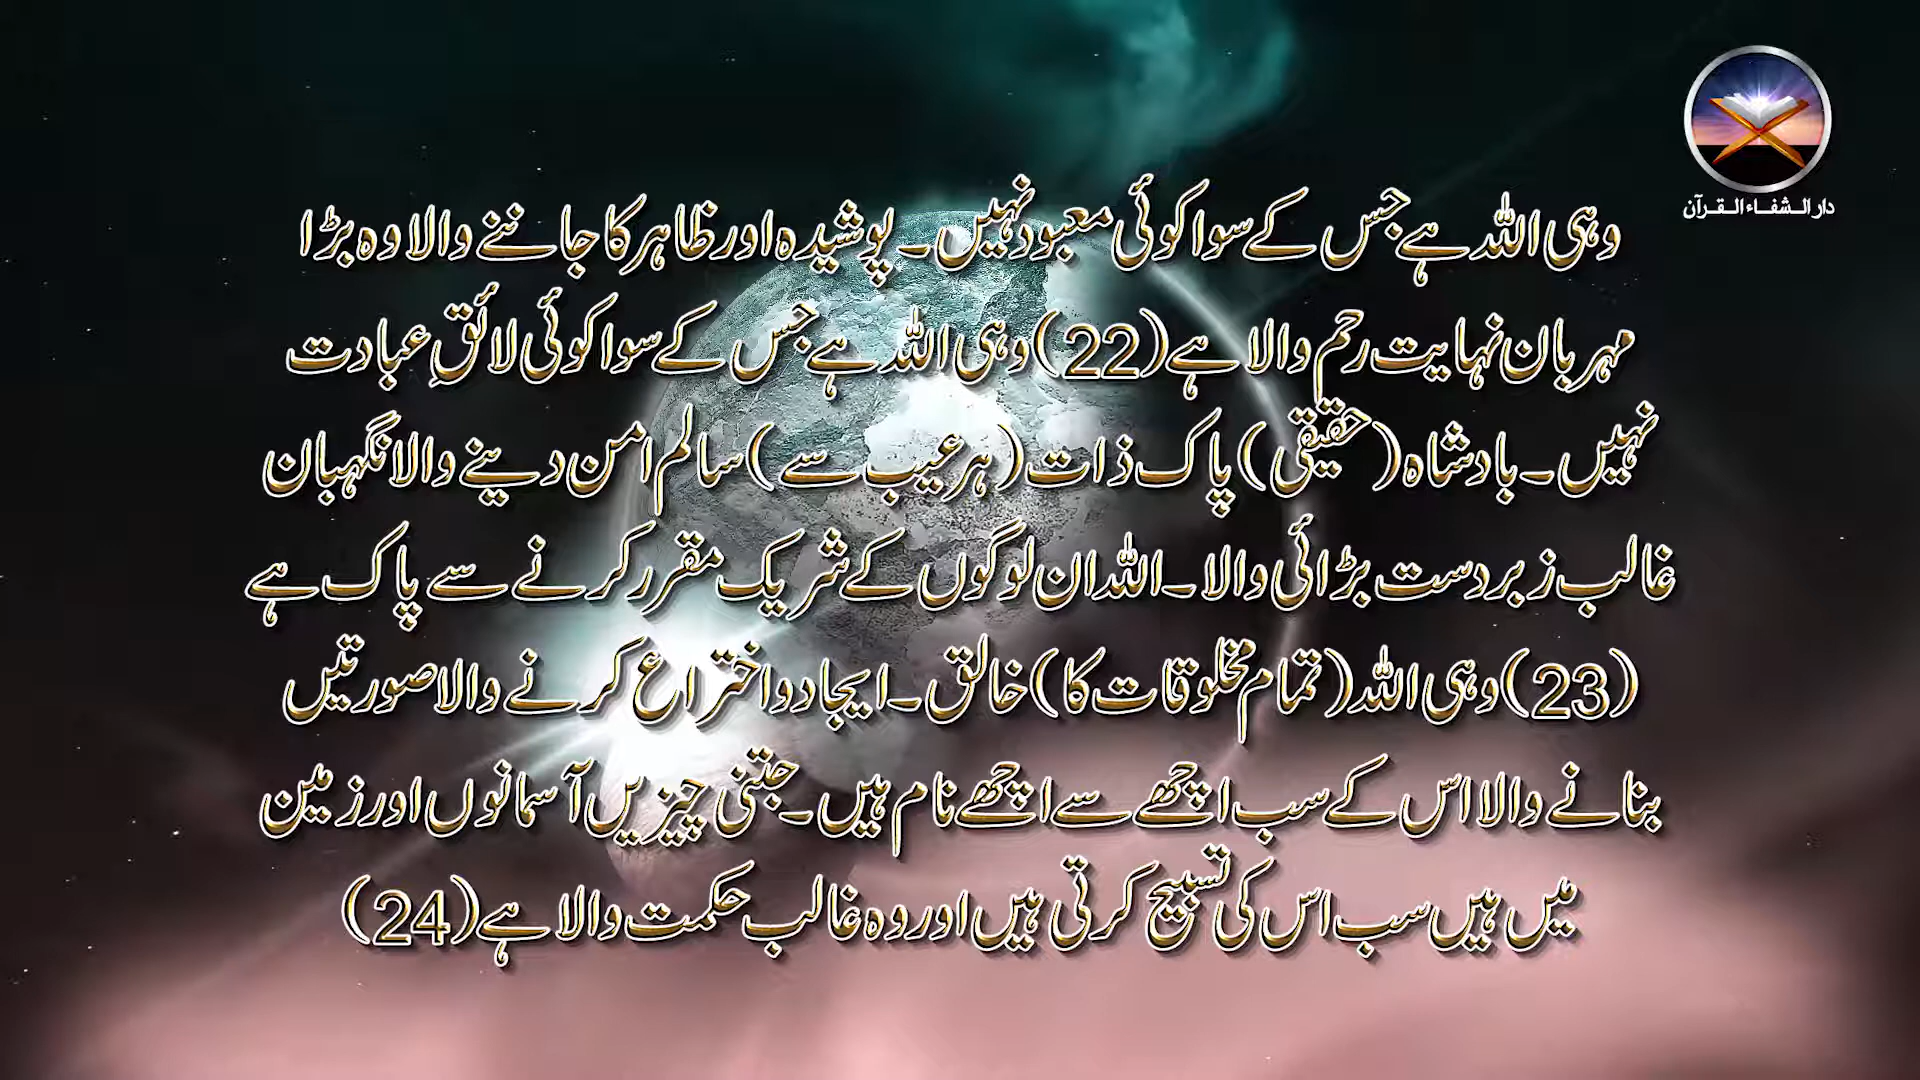 دار الشفاء القرآن
وہی اللہ ہے جس کے سوا کوئی معبود نہیں۔ پوشیدہ اور ظاہر کا جاننے والا وہ بڑا
مہربان نہایت رحم والا ہے (22) وہی اللہ ہے جس کے سوا کوئی لائقِ عبادت
نہیں۔ بادشاہ (حقیقی) پاک ذات (ہر عیب سے) سالم امن دینے والا نگہبان
غالب زبردست بڑائی والا۔ اللہ ان لوگوں کے شریک مقرر کرنے سے پاک ہے
(23) وہی اللہ (تمام مخلوقات کا) خالق۔ ایجاد و اختراع کرنے والا صورتیں
بنانے والا اس کے سب اچھے سے اچھے نام ہیں۔ جتنی چیزیں آسمانوں اور زمین
میں ہیں سب اس کی تسبیح کرتی ہیں اور وہ غالب حکمت والا ہے (24)